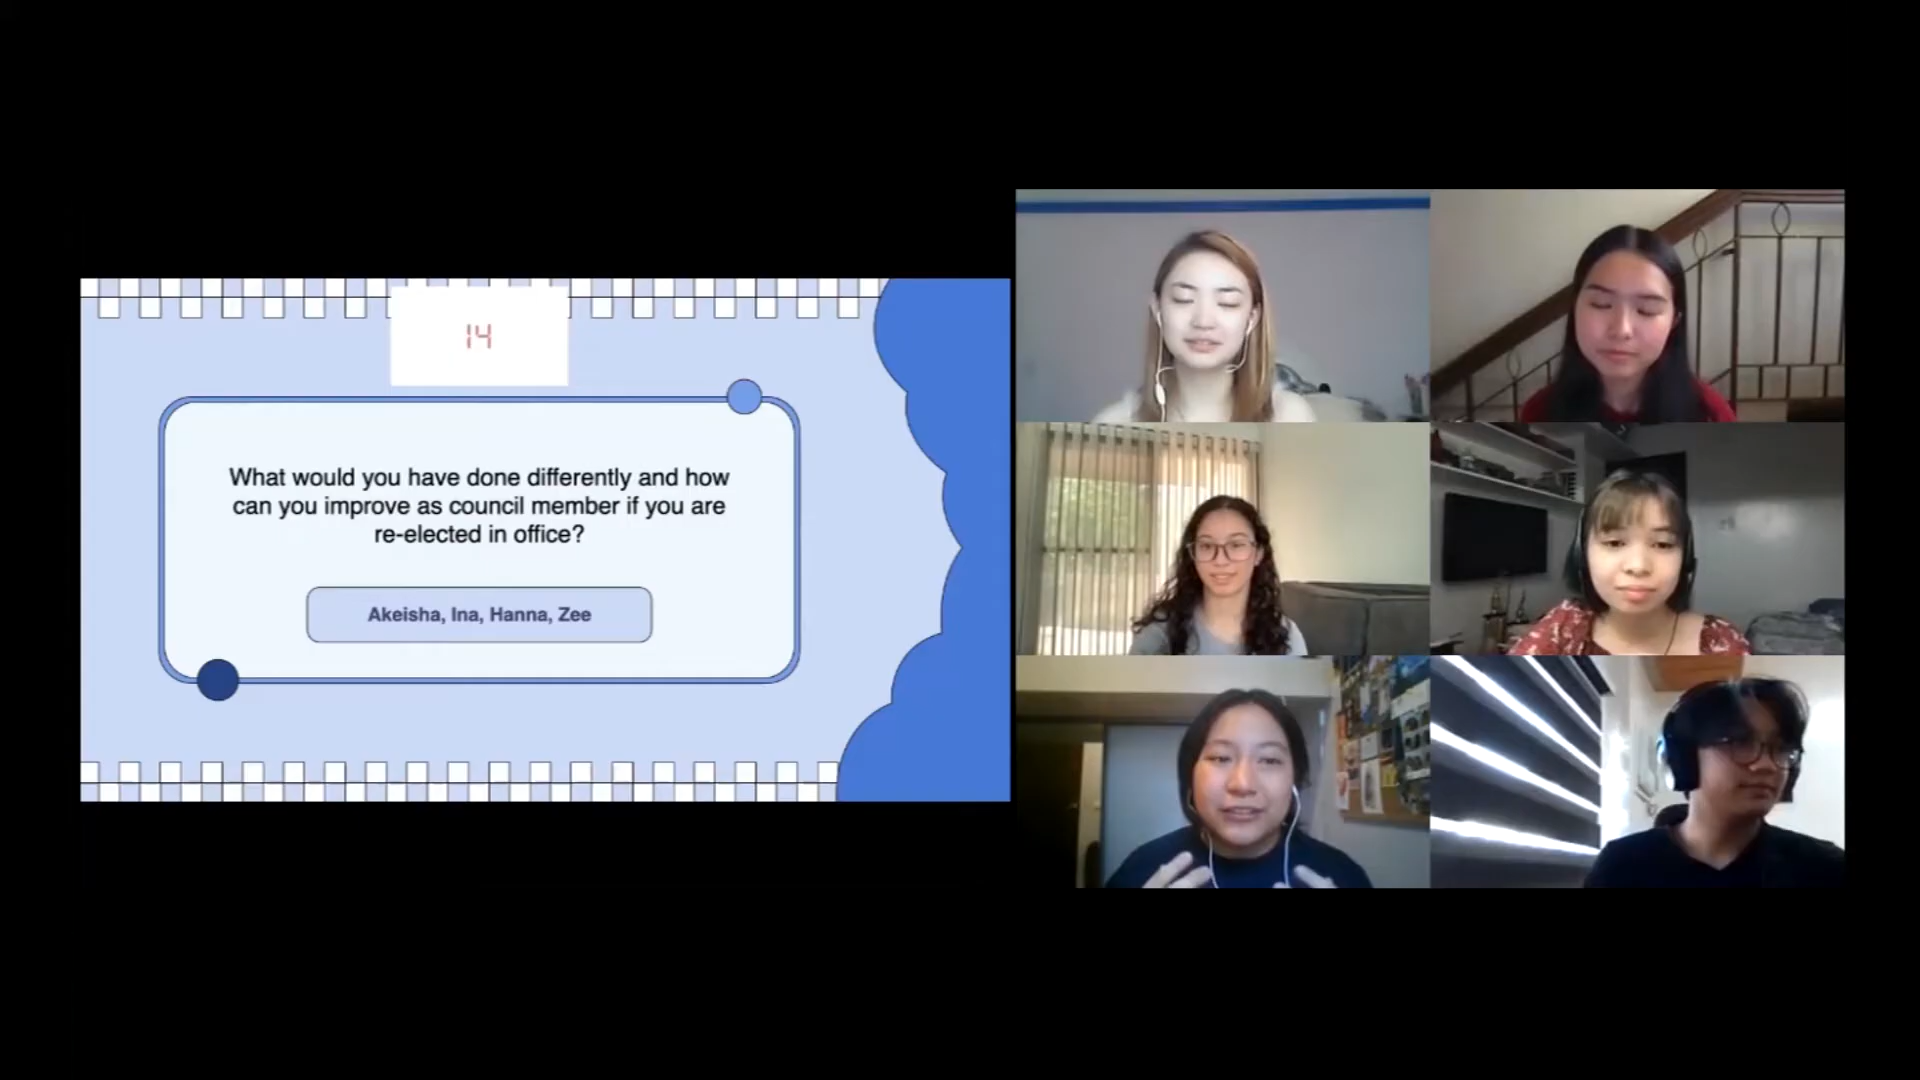 14
What would you have done differently and how
can you improve as council member if you are
re-elected in office?
Akeisha, Ina, Hanna, Zee